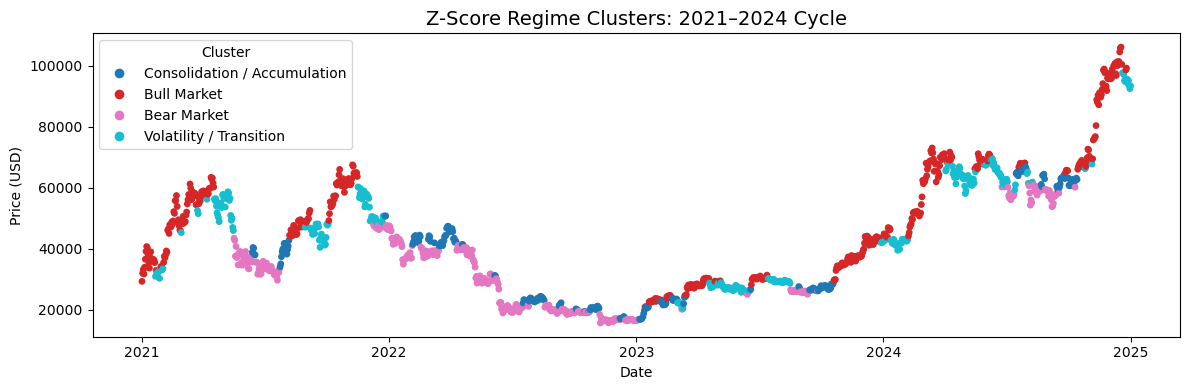 Z-Score Regime Clusters: 2021–2024 Cycle
Cluster
Consolidation / Accumulation
Bull Market
Bear Market
Volatility / Transition
Price (USD)
100000
80000
60000
40000
20000
2021
2022
2023
2024
2025
Date